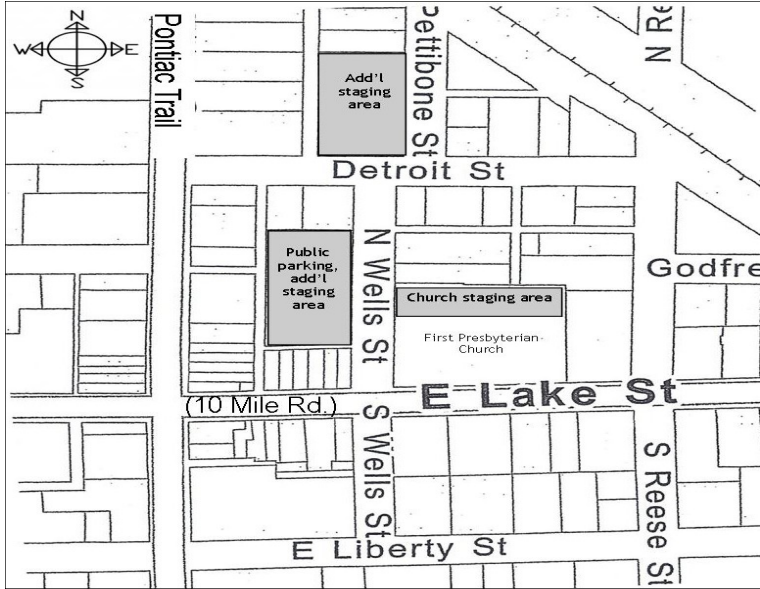 N
W E
S
Pontiac Trail
Pettibone St
N Re
Add'l
staging
area
Detroit St
Public
parking,
add'l
staging
area
N Wells St
Godfre
Church staging area
First Presbyterian
Church
E Lake St
(10 Mile Rd.)
S Wells St
S Reese St
E Liberty St